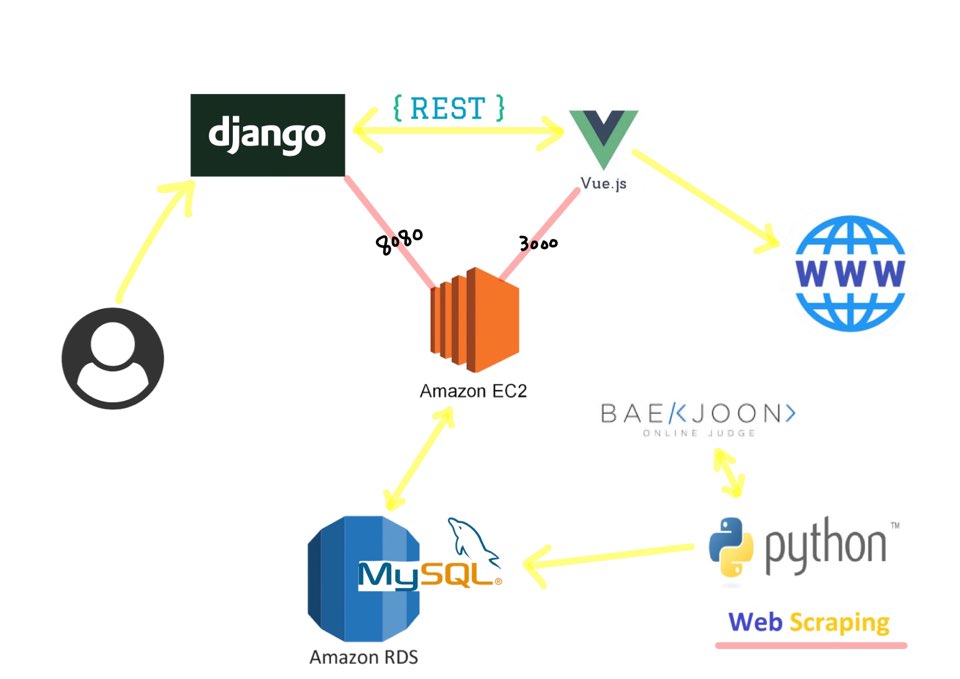 { REST }
django
Vue.js
8080
3000
WWW
Amazon EC2
BAEKJOON>
ONLINE JUDGE
MySQL®
python™
Web Scraping
Amazon RDS